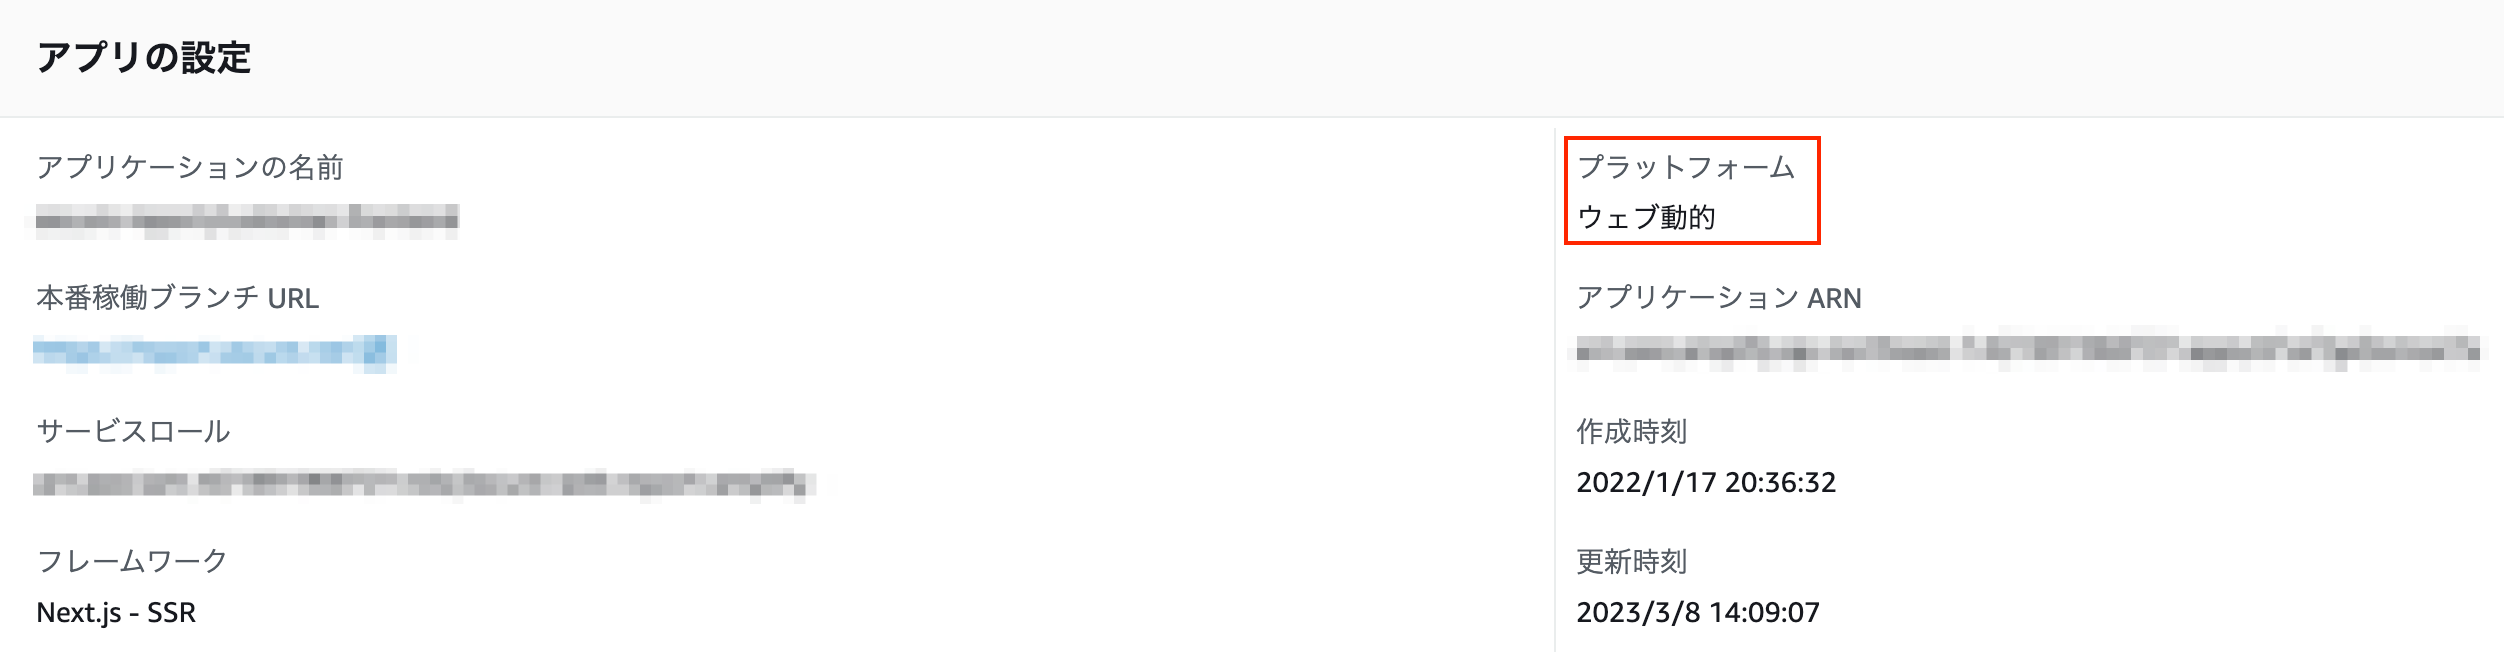 アプリの設定
アプリケーションの名前
本番稼働ブランチ URL
サービスロール
フレームワーク
Next.js - SSR
プラットフォーム
ウェブ動的
アプリケーション ARN
作成時刻
2022/1/17 20:36:32
更新時刻
2023/3/8 14:09:07